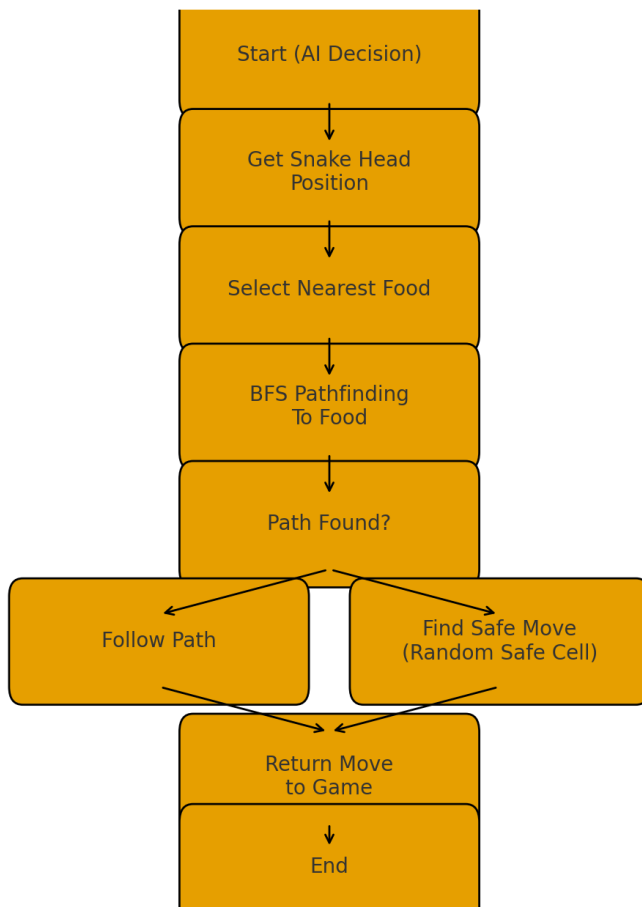 Start (AI Decision)
Get Snake Head
Position
Select Nearest Food
BFS Pathfinding
To Food
Path Found?
Follow Path
Find Safe Move
(Random Safe Cell)
Return Move
to Game
End